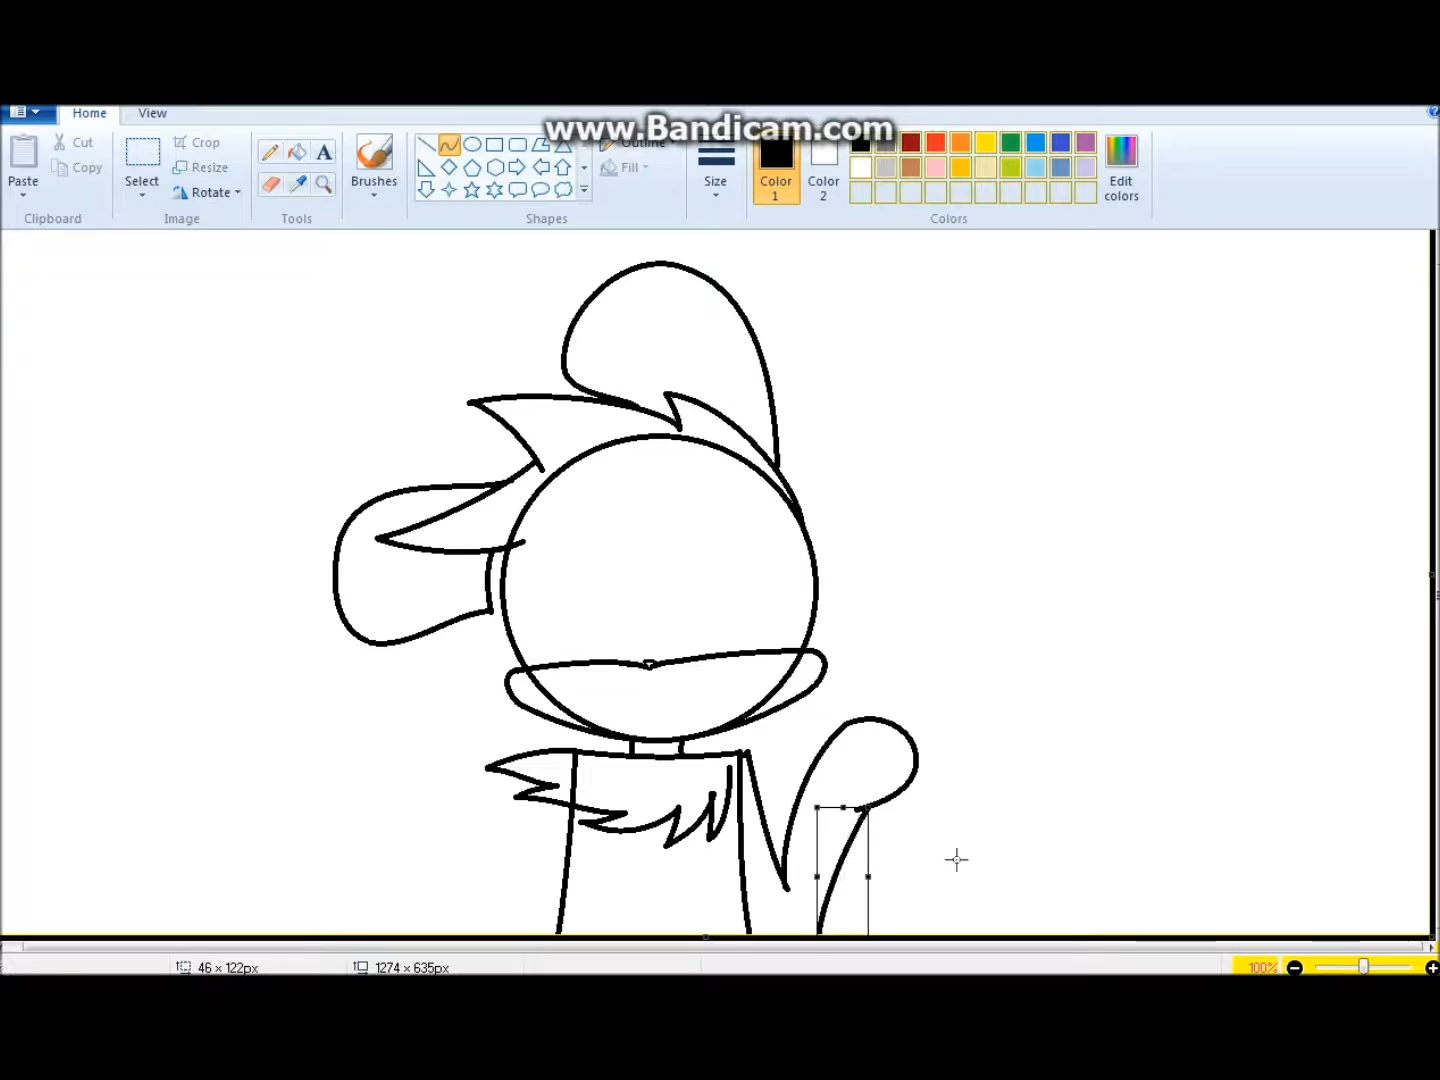 www.Bandicam.com
Home View
Cut
Copy
Paste
Clipboard
Select
Crop
Resize
Rotate
Image
A
Tools
Brushes
Shapes
Outline
Fill
Size
Color 1
Color 2
Edit colors
Colors
46 × 122px
1274 × 635px
100%